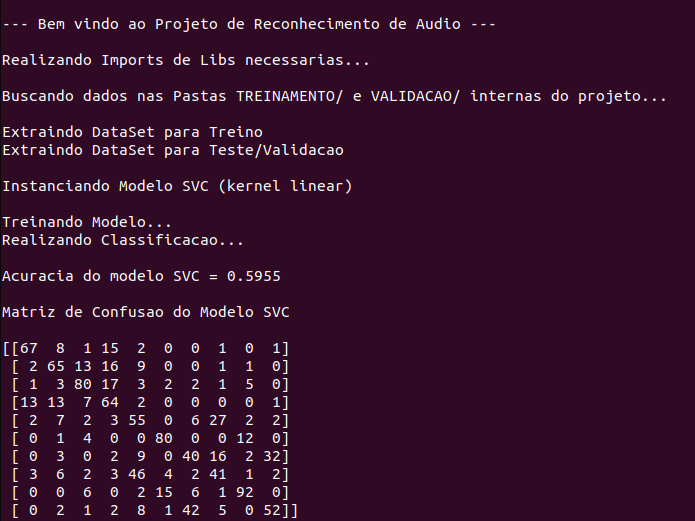 --- Bem vindo ao Projeto de Reconhecimento de Audio ---
Realizando Imports de Libs necessarias...
Buscando dados nas Pastas TREINAMENTO/ e VALIDACAO/ internas do projeto...
Extraindo DataSet para Treino
Extraindo DataSet para Teste/Validacao
Instanciando Modelo SVC (kernel linear)
Treinando Modelo...
Realizando Classificacao...
Acuracia do modelo SVC = 0.5955
Matriz de Confusao do Modelo SVC
[[67  8  1 15  2  0  0  1  0  1]
 [ 2 65 13 16  9  0  0  1  1  0]
 [ 1  3 80 17  3  2  2  1  5  0]
 [13 13  7 64  2  0  0  0  0  1]
 [ 2  7  2  3 55  0  6 27  2  2]
 [ 0  1  4  0  0 80  0  0 12  0]
 [ 0  3  0  2  9  0 40 16  2 32]
 [ 3  6  2  3 46  4  2 41  1  2]
 [ 0  0  6  0  2 15  6  1 92  0]
 [ 0  2  1  2  8  1 42  5  0 52]]